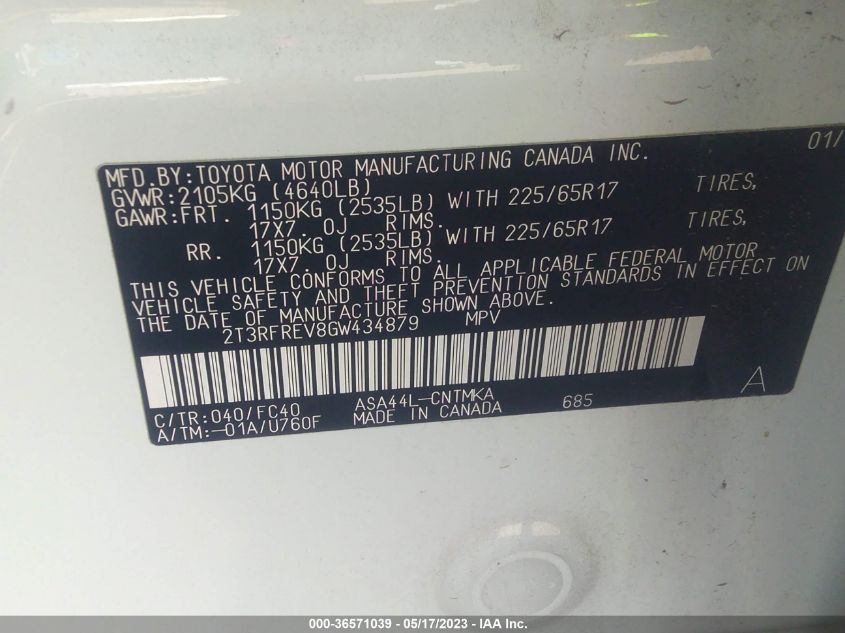 MFD.BY:TOYOTA MOTOR MANUFACTURING CANADA INC. 01/
GVWR:2105KG (4640LB)
GAWR:FRT. 1150KG (2535LB) WITH 225/65R17 TIRES,
17X7. 0J RIMS.
RR. 1150KG (2535LB) WITH 225/65R17 TIRES,
17X7. 0J RIMS.
THIS VEHICLE CONFORMS TO ALL APPLICABLE FEDERAL MOTOR
VEHICLE SAFETY AND THEFT PREVENTION STANDARDS IN EFFECT ON
THE DATE OF MANUFACTURE SHOWN ABOVE.
2T3RFREV8GW434879 MPV
C/TR:040/FC40 ASA44L-CNTMKA 685 A
A/TM:-01A/U760F MADE IN CANADA
000-36571039 - 05/17/2023 - IAA Inc.